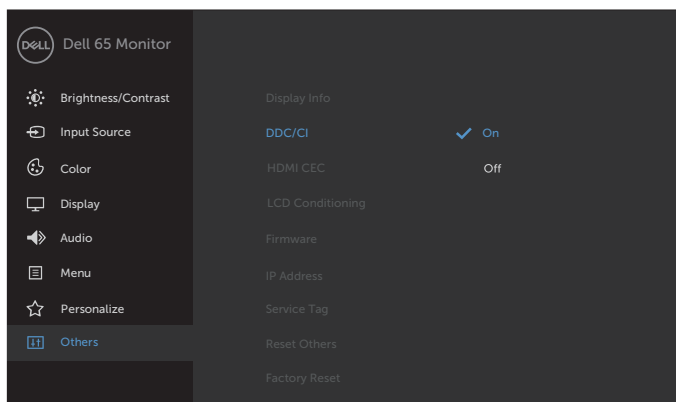 DELL Dell 65 Monitor
Brightness/Contrast
Input Source
Color
Display
Audio
Menu
Personalize
Others
Display Info
DDC/CI On
HDMI CEC Off
LCD Conditioning
Firmware
IP Address
Service Tag
Reset Others
Factory Reset